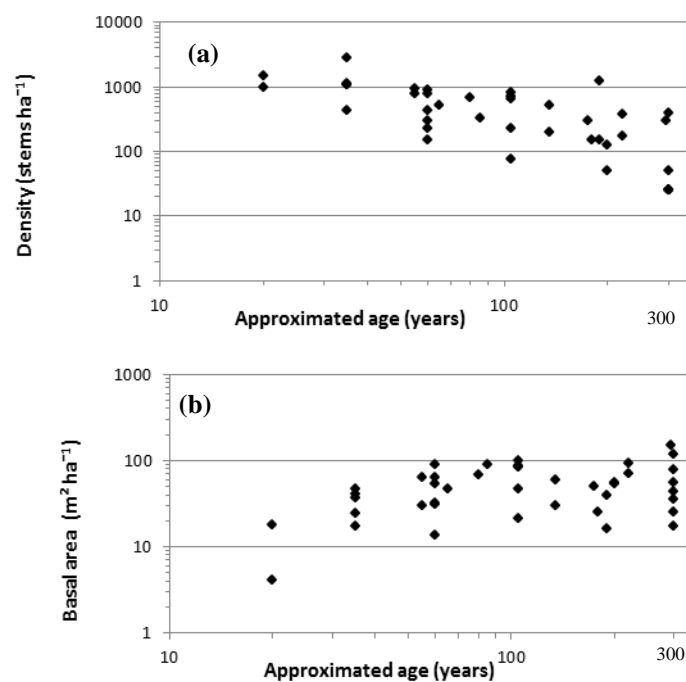 (a)
Density (stems ha⁻¹)
10000
1000
100
10
1
10
100
300
Approximated age (years)
(b)
Basal area (m² ha⁻¹)
1000
100
10
1
10
100
300
Approximated age (years)